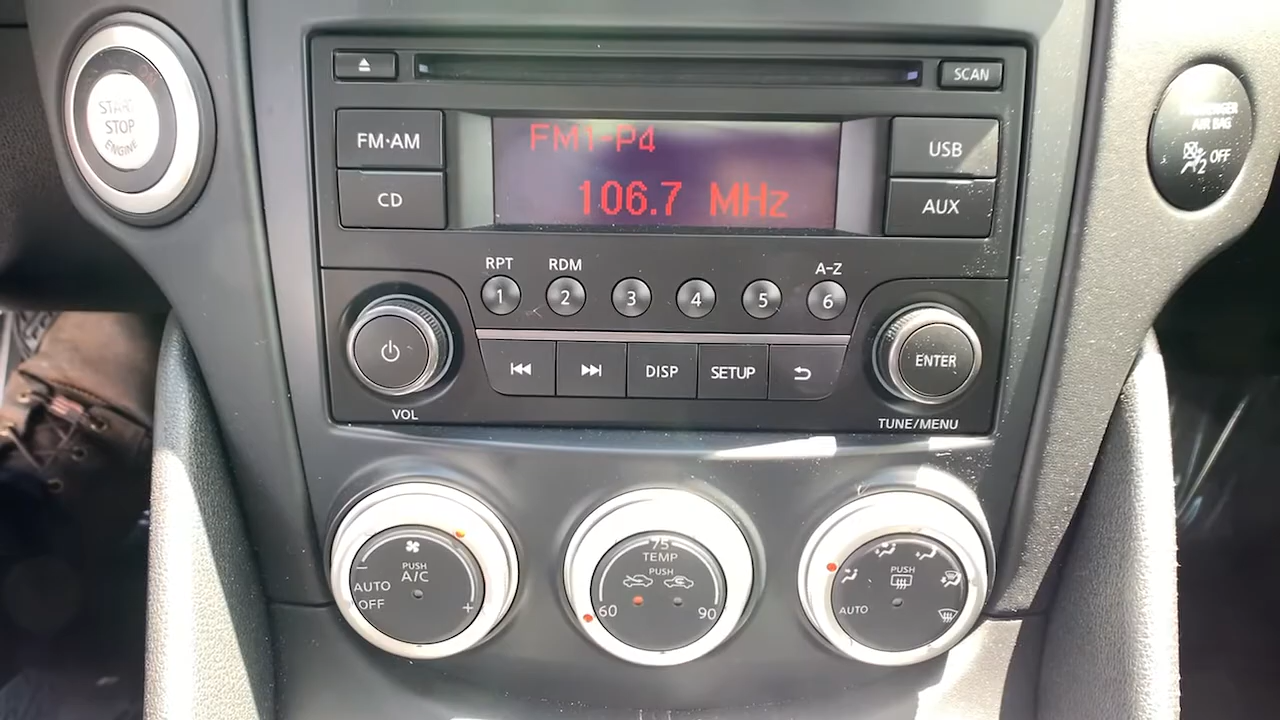 START
STOP
ENGINE
SCAN
FM·AM
CD
FM1-P4
106.7 MHz
USB
AUX
PASSENGER
AIR BAG
2 OFF
RPT
RDM
A-Z
1
2
3
4
5
6
DISP
SETUP
ENTER
VOL
TUNE/MENU
PUSH
A/C
AUTO
OFF
- +
75
TEMP
PUSH
60
90
PUSH
AUTO